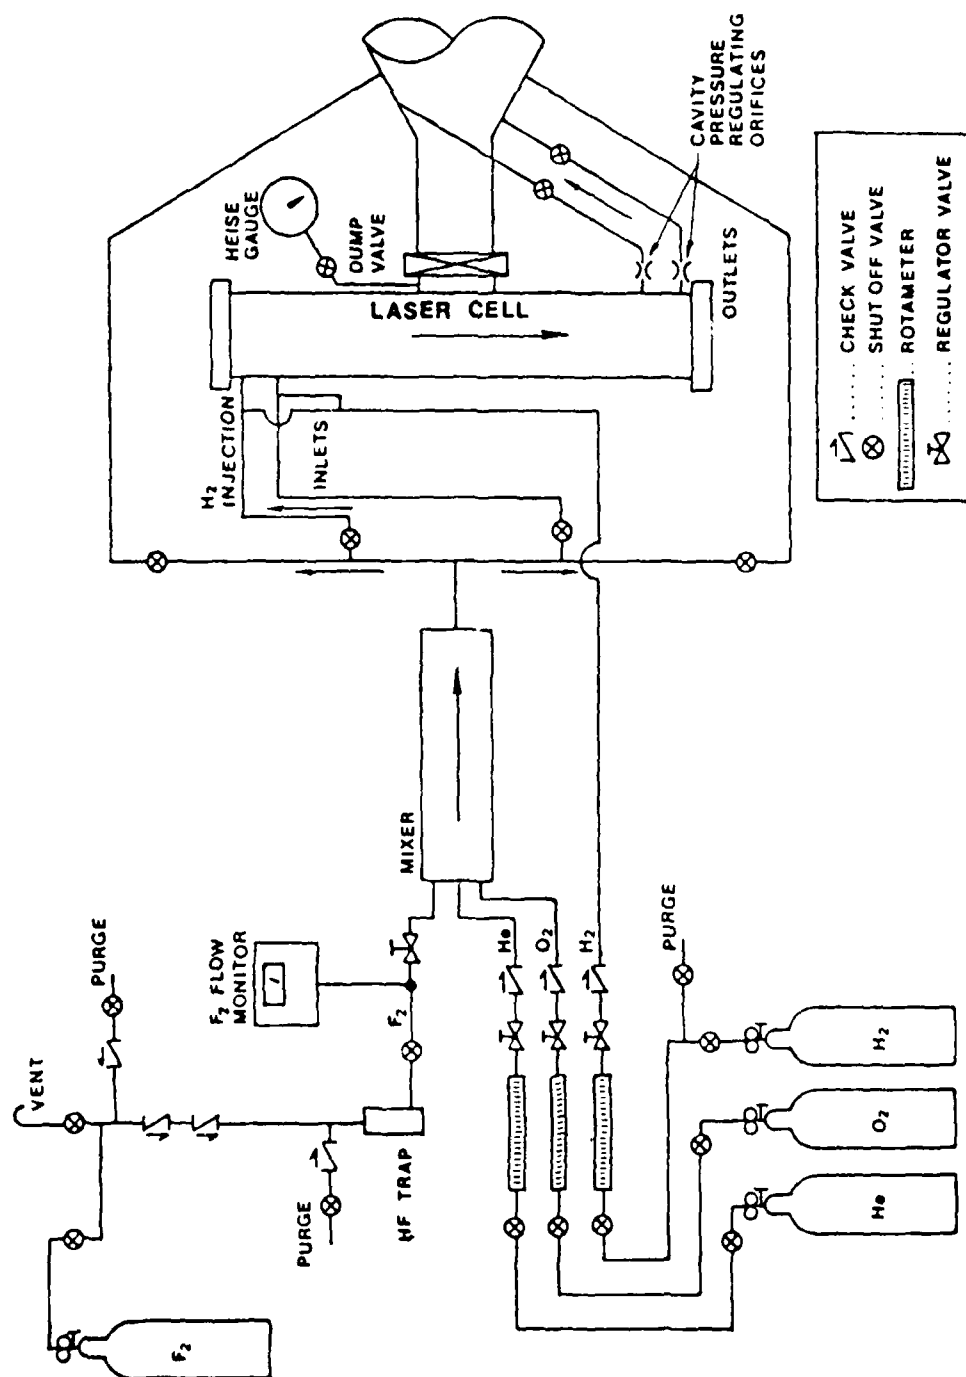 HEISE
GAUGE
DUMP
VALVE
LASER CELL
H₂
INJECTION
INLETS
OUTLETS
CAVITY
PRESSURE
REGULATING
ORIFICES
MIXER
F₂ FLOW
MONITOR
PURGE
VENT
F₂
PURGE
HF TRAP
F₂
He
O₂
H₂
PURGE
H₂
O₂
He
..... CHECK VALVE
..... SHUT OFF VALVE
... ROTAMETER
..... REGULATOR VALVE